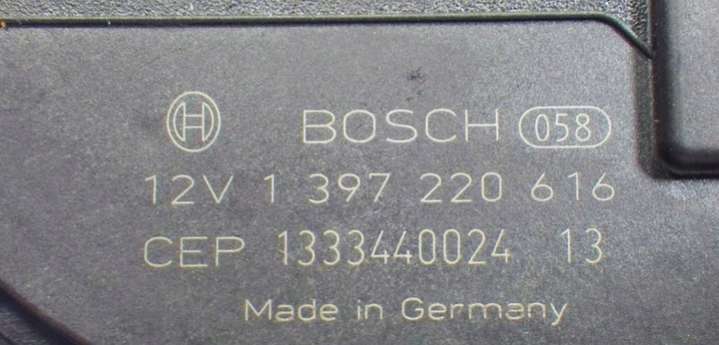 BOSCH 058
12V 1 397 220 616
CEP 1333440024 13
Made in Germany